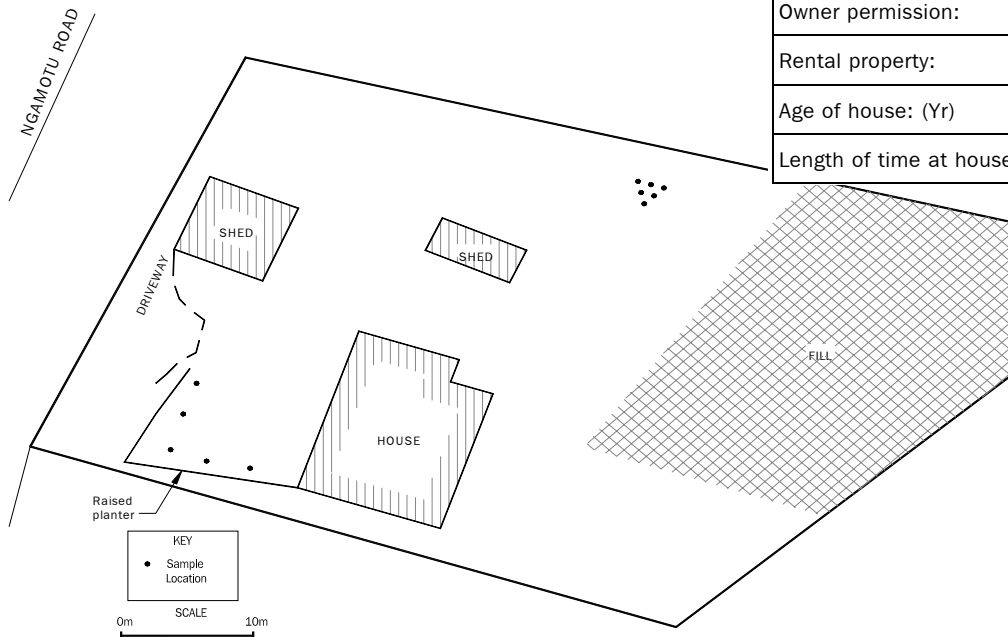 Owner permission:
Rental property:
Age of house: (Yr)
Length of time at house
NGAMOTU ROAD
SHED
SHED
DRIVEWAY
FILL
HOUSE
Raised
planter
KEY
Sample
Location
SCALE
0m 10m